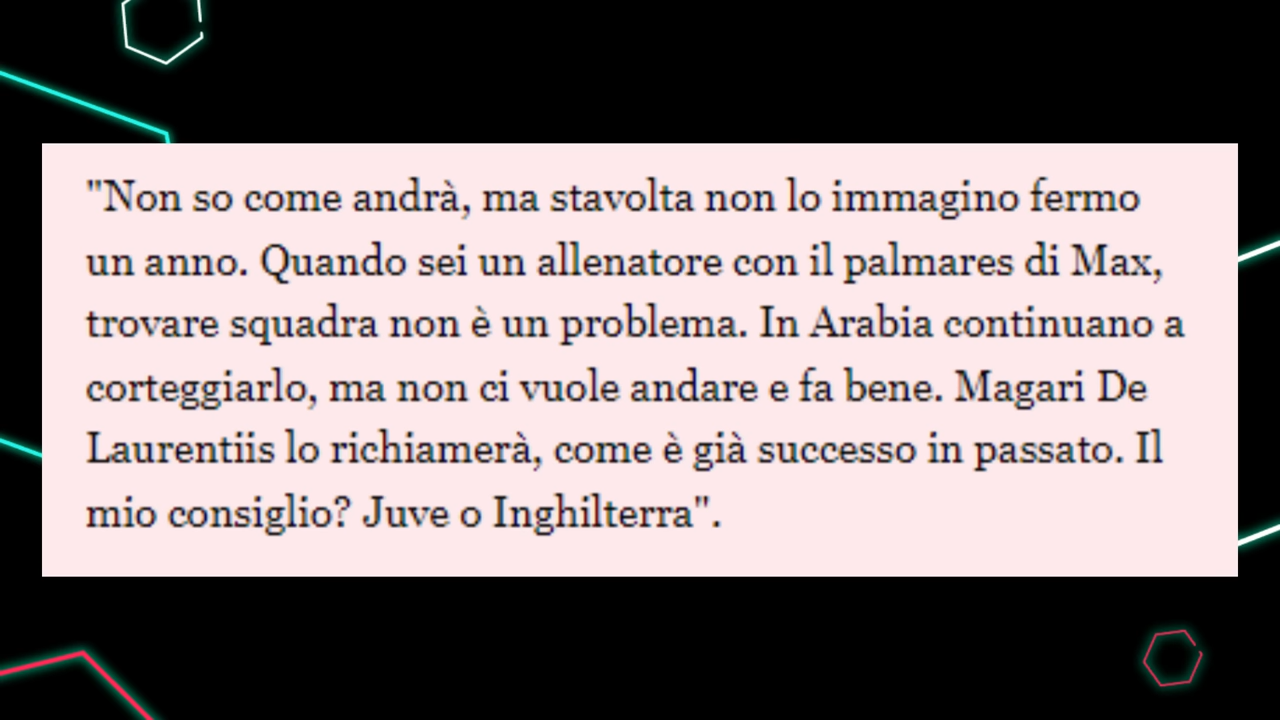 "Non so come andrà, ma stavolta non lo immagino fermo
un anno. Quando sei un allenatore con il palmares di Max,
trovare squadra non è un problema. In Arabia continuano a
corteggiarlo, ma non ci vuole andare e fa bene. Magari De
Laurentiis lo richiamerà, come è già successo in passato. Il
mio consiglio? Juve o Inghilterra".